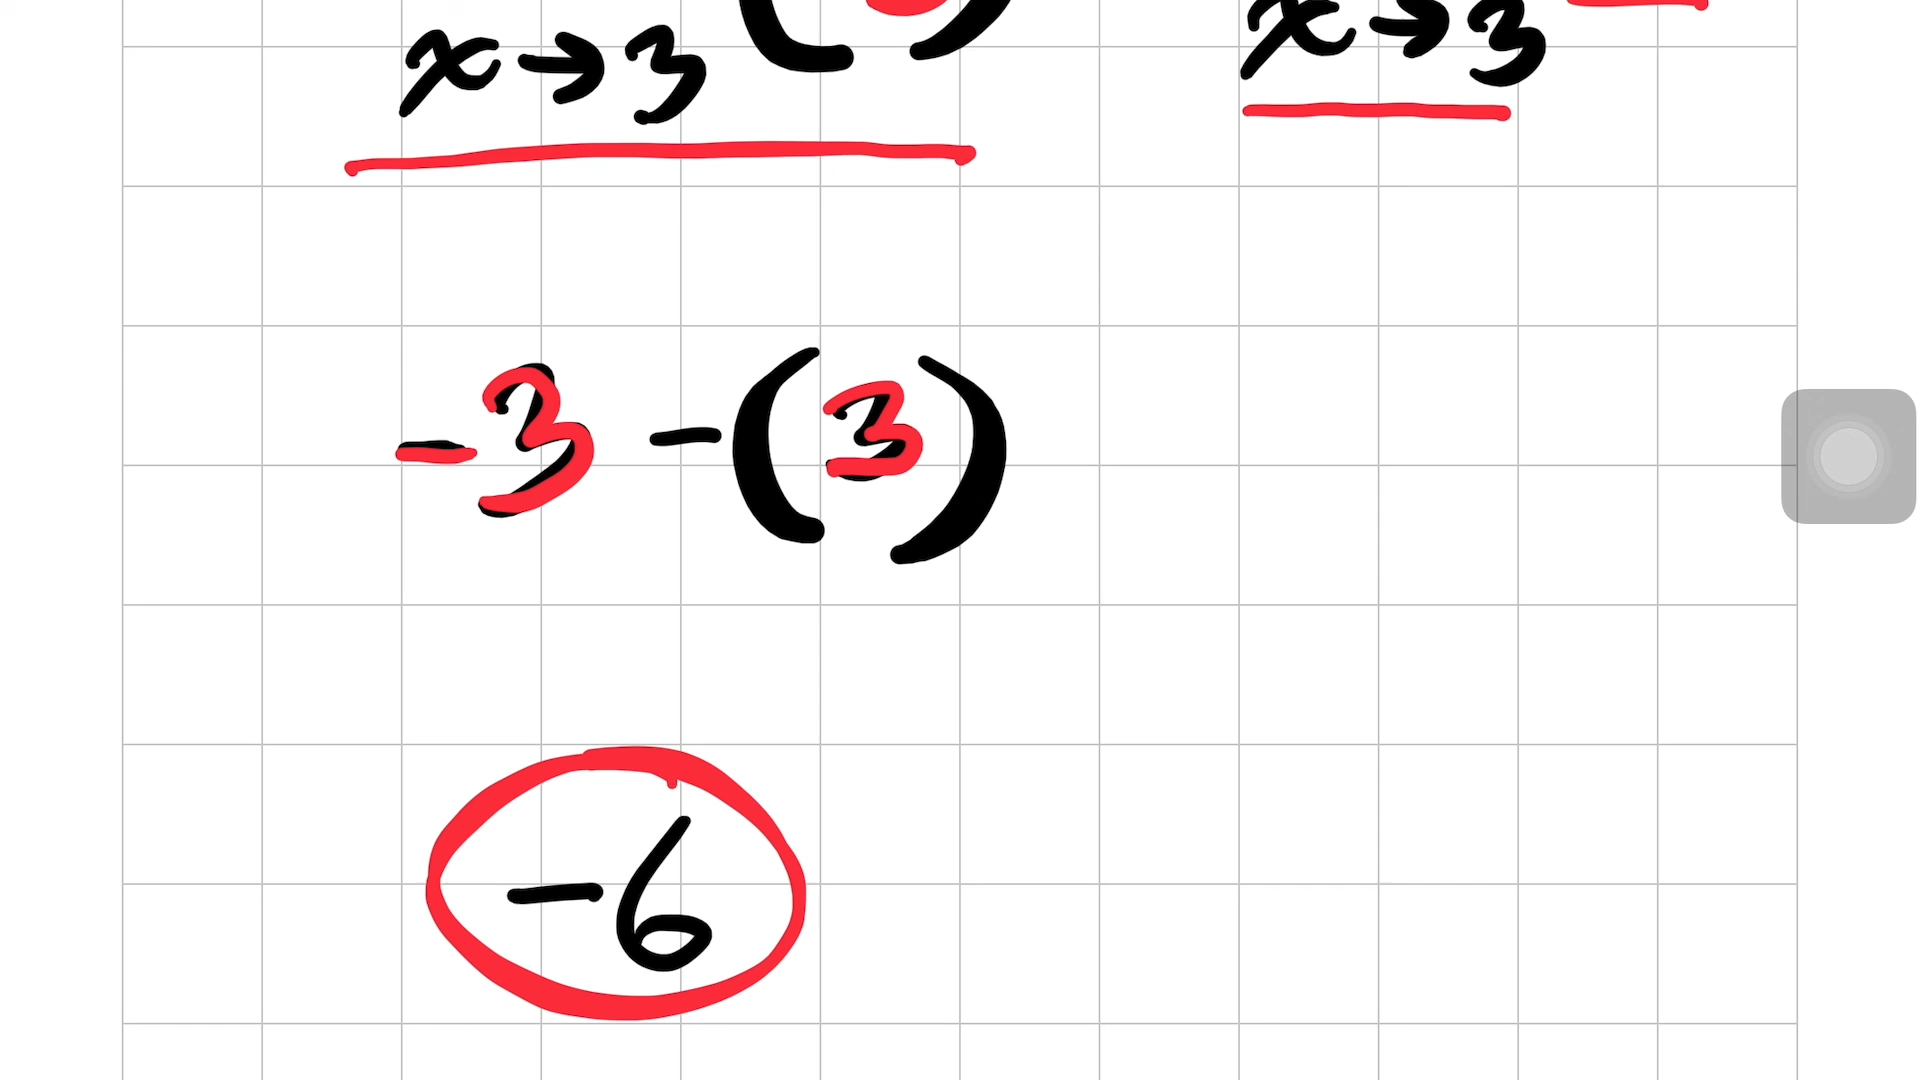 x→3 ( ) x→3
-3 -(3)
-6